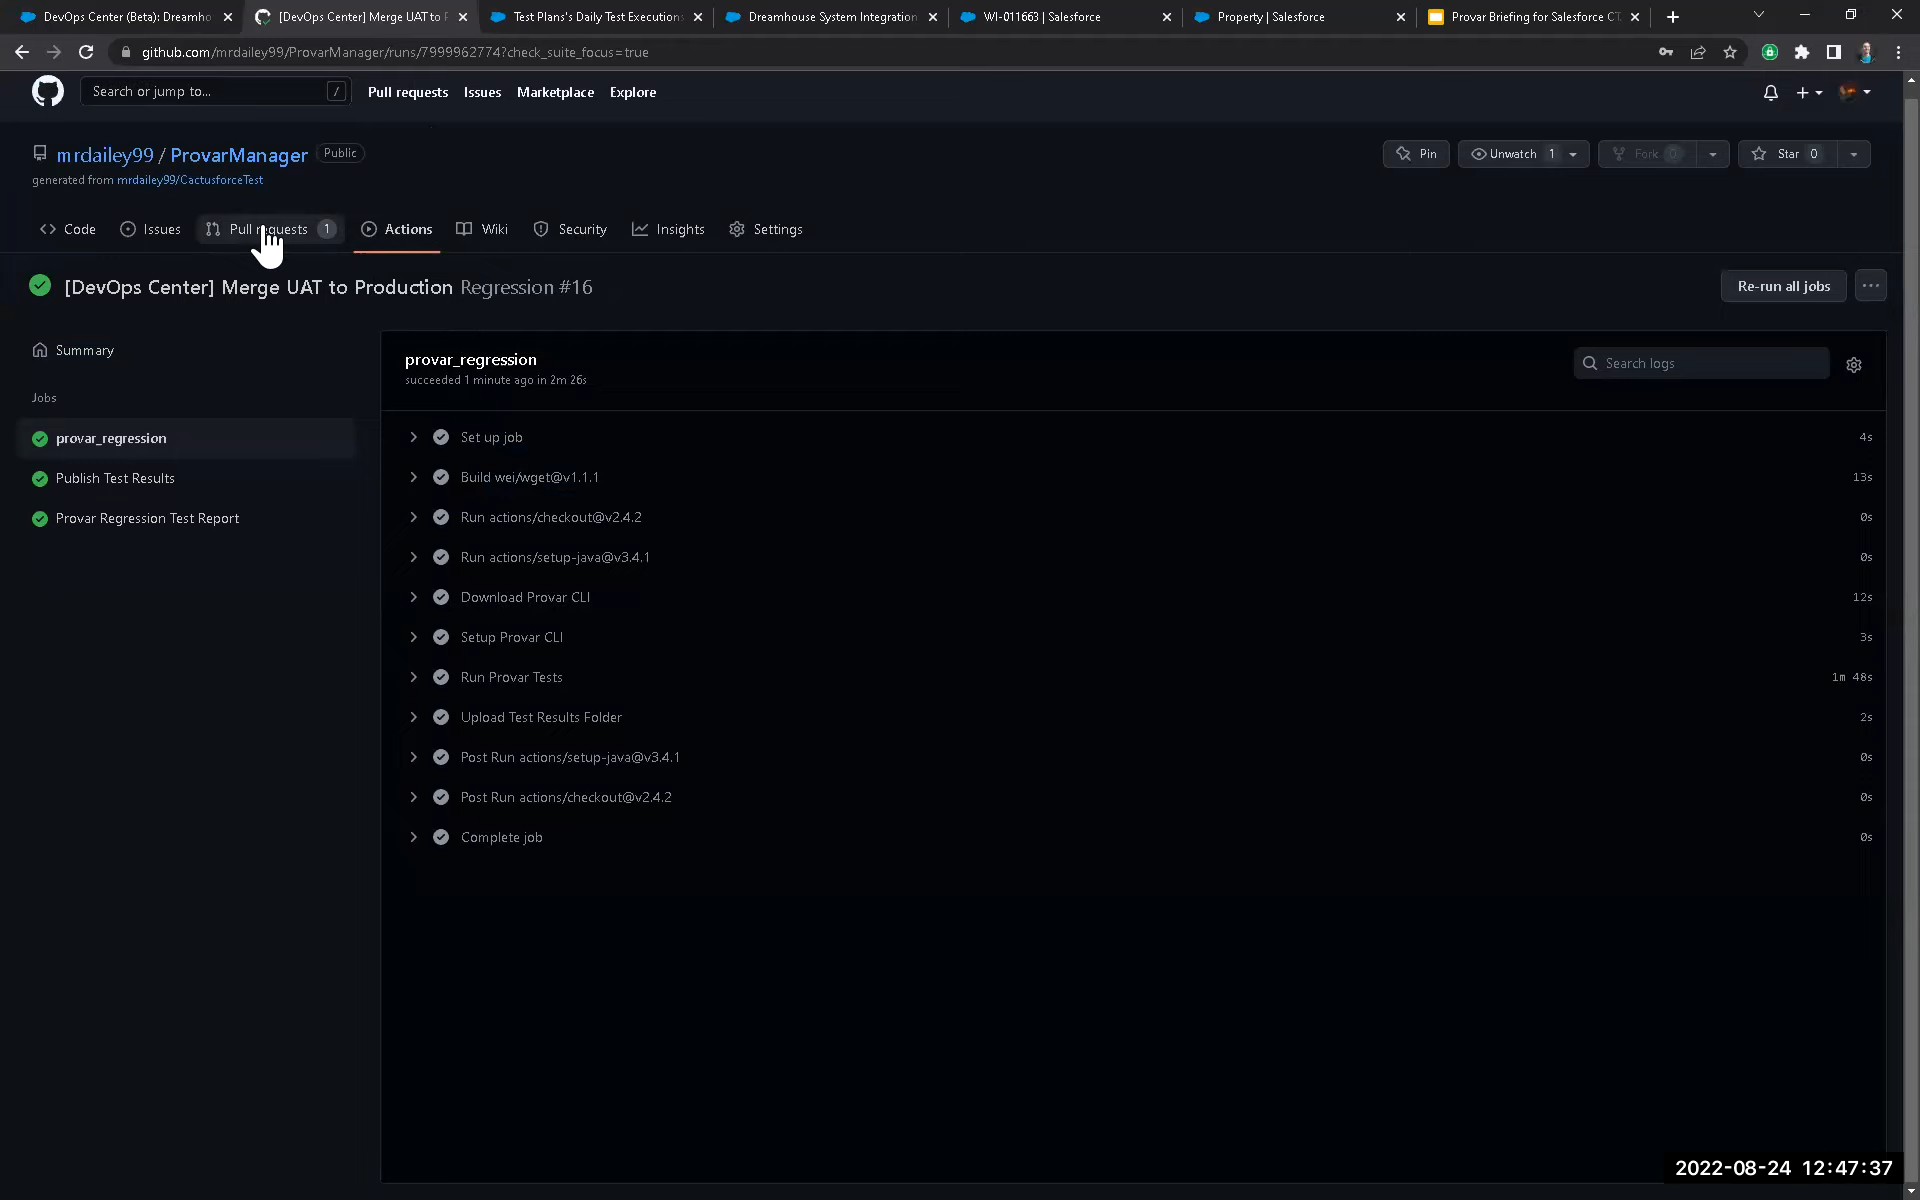 DevOps Center (Beta): Dreamho
[DevOps Center] Merge UAT to P
Test Plans's Daily Test Executions
Dreamhouse System Integration
WI-011663 | Salesforce
Property | Salesforce
Provar Briefing for Salesforce CT
github.com/mrdailey99/ProvarManager/runs/7999962774?check_suite_focus=true
Search or jump to... /
Pull requests Issues Marketplace Explore
mrdailey99 / ProvarManager Public
generated from mrdailey99/CactusforceTest
Pin
Unwatch 1
Fork 0
Star 0
Code Issues Pull requests 1 Actions Wiki Security Insights Settings
[DevOps Center] Merge UAT to Production Regression #16
Re-run all jobs
Summary
Jobs
provar_regression
Publish Test Results
Provar Regression Test Report
provar_regression
succeeded 1 minute ago in 2m 26s
Search logs
Set up job 4s
Build wei/wget@v1.1.1 13s
Run actions/checkout@v2.4.2 0s
Run actions/setup-java@v3.4.1 0s
Download Provar CLI 12s
Setup Provar CLI 3s
Run Provar Tests 1m 48s
Upload Test Results Folder 2s
Post Run actions/setup-java@v3.4.1 0s
Post Run actions/checkout@v2.4.2 0s
Complete job 0s
2022-08-24 12:47:37